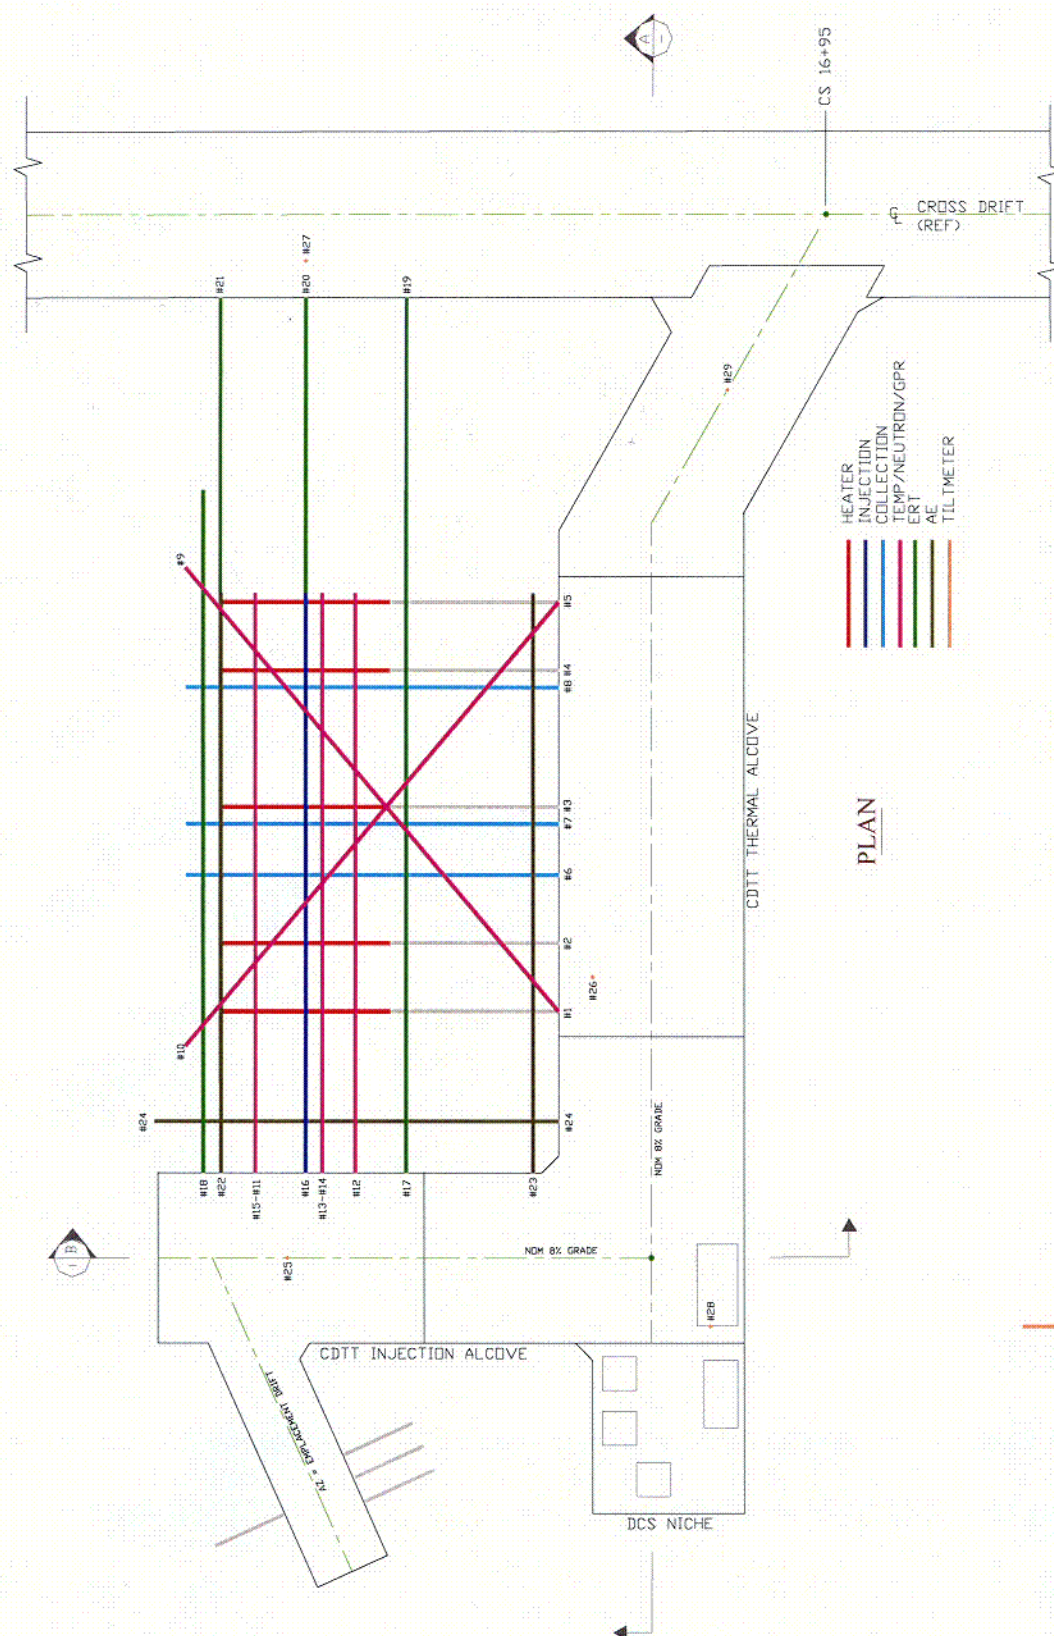 A
-
CS 16+95
℄ CROSS DRIFT
(REF)
#27
#21
#20
#19
#29
HEATER
INJECTION
COLLECTION
TEMP/NEUTRON/GPR
ERT
AE
TILTMETER
#9
#5
#4
#8
#3
#7
#6
#2
#1
#26
#10
CDTT THERMAL ALCOVE
PLAN
#24
#24
NOM 8% GRADE
#18
#22
#15-#11
#16
#13-#14
#12
#17
#23
B
-
#25
NOM 8% GRADE
#28
CDTT INJECTION ALCOVE
AZ = EMPLACEMENT DRIFT
DCS NICHE